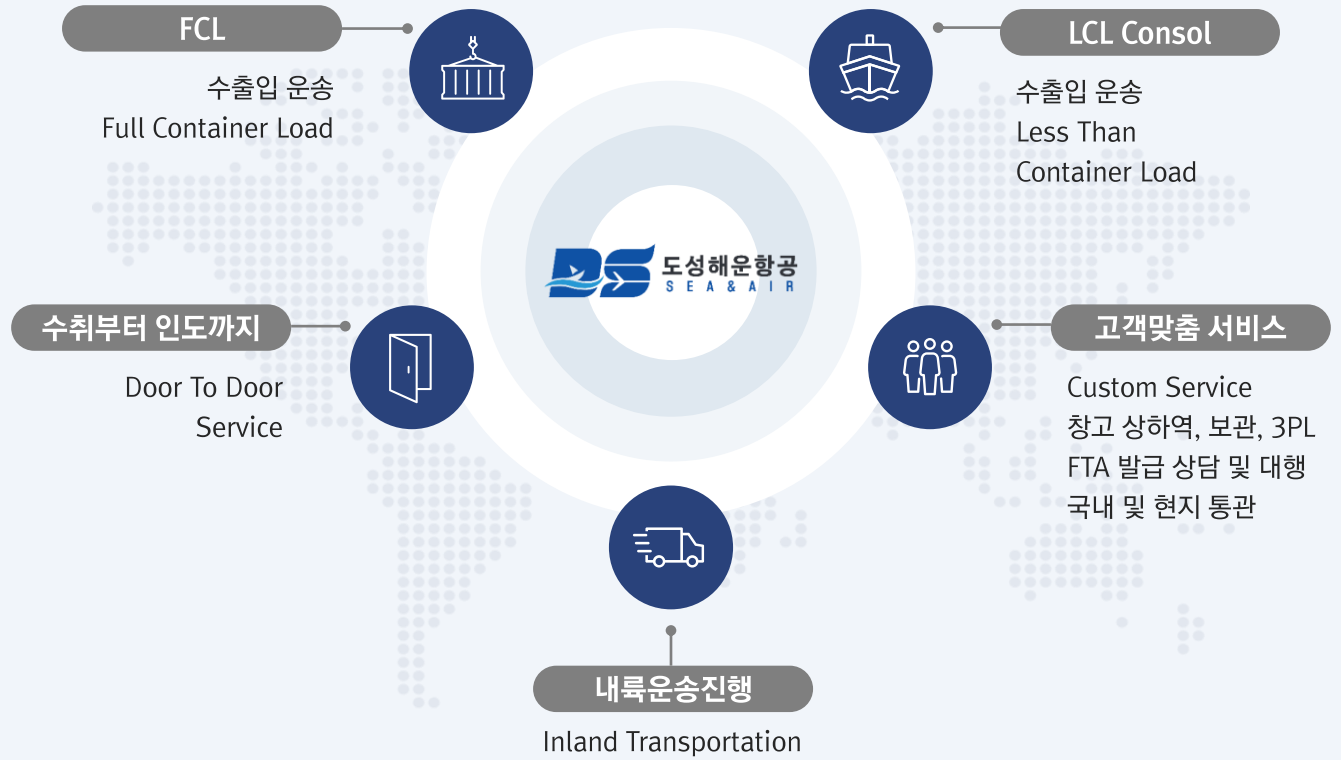 FCL
수출입 운송
Full Container Load
LCL Consol
수출입 운송
Less Than
Container Load
도성해운항공
SEA & AIR
수취부터 인도까지
Door To Door
Service
고객맞춤 서비스
Custom Service
창고 상하역, 보관, 3PL
FTA 발급 상담 및 대행
국내 및 현지 통관
내륙운송진행
Inland Transportation